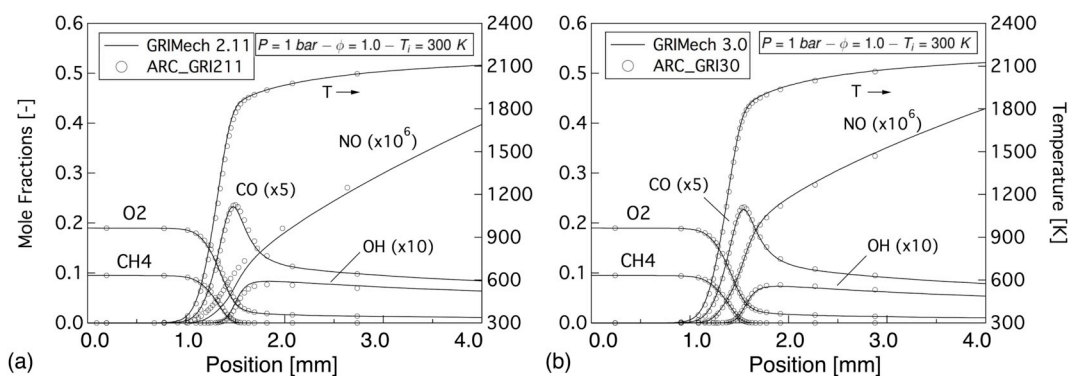 Mole Fractions [-]
0.6
0.5
0.4
0.3
0.2
0.1
0.0
GRIMech 2.11
ARC_GRI211
P = 1 bar – ϕ = 1.0 – Ti = 300 K
T →
NO (x10^6)
CO (x5)
O2
CH4
OH (x10)
2400
2100
1800
1500
1200
900
600
300
0.0 1.0 2.0 3.0 4.0
Position [mm]
(a)
0.6
0.5
0.4
0.3
0.2
0.1
0.0
GRIMech 3.0
ARC_GRI30
P = 1 bar – ϕ = 1.0 – Ti = 300 K
T →
NO (x10^6)
CO (x5)
O2
CH4
OH (x10)
2400
2100
1800
1500
1200
900
600
300
Temperature [K]
0.0 1.0 2.0 3.0 4.0
Position [mm]
(b)